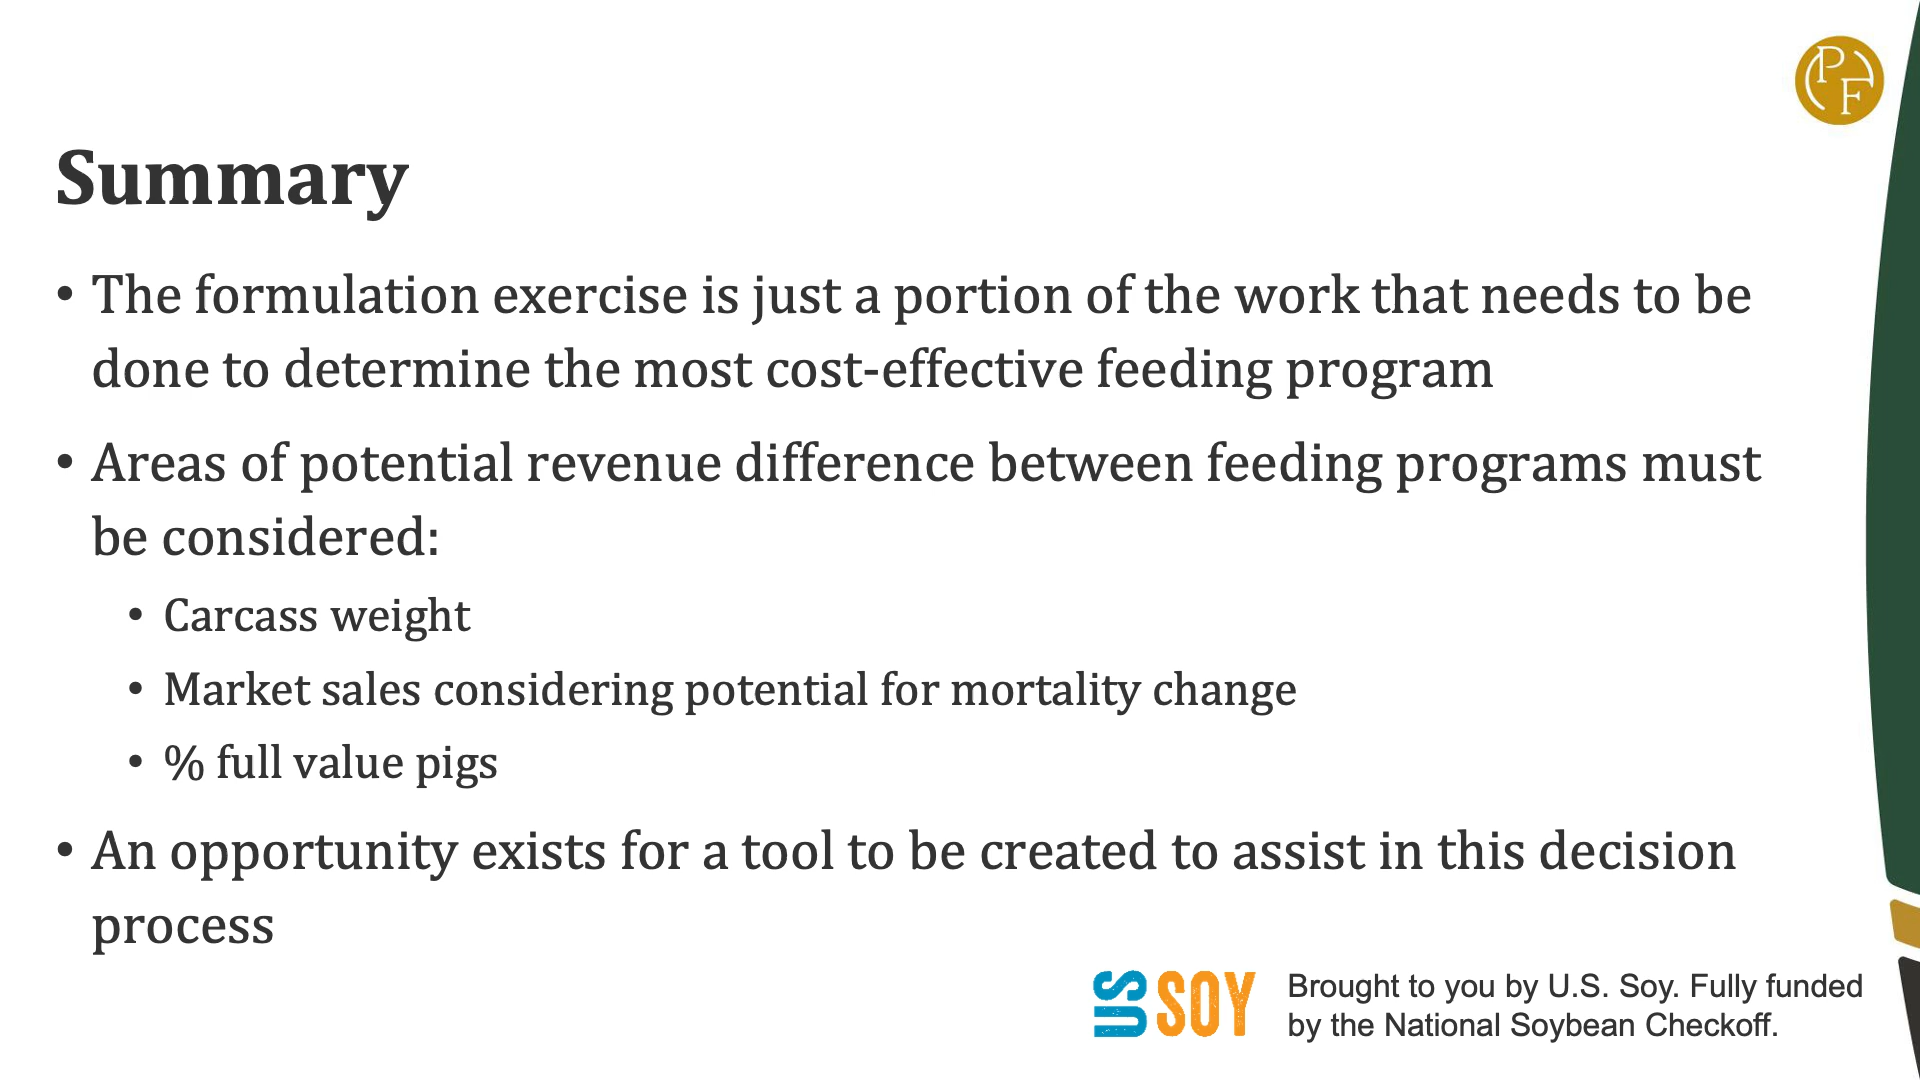 P
F
Summary
• The formulation exercise is just a portion of the work that needs to be
done to determine the most cost-effective feeding program
• Areas of potential revenue difference between feeding programs must
be considered:
• Carcass weight
• Market sales considering potential for mortality change
• % full value pigs
• An opportunity exists for a tool to be created to assist in this decision
process
US SOY
Brought to you by U.S. Soy. Fully funded
by the National Soybean Checkoff.